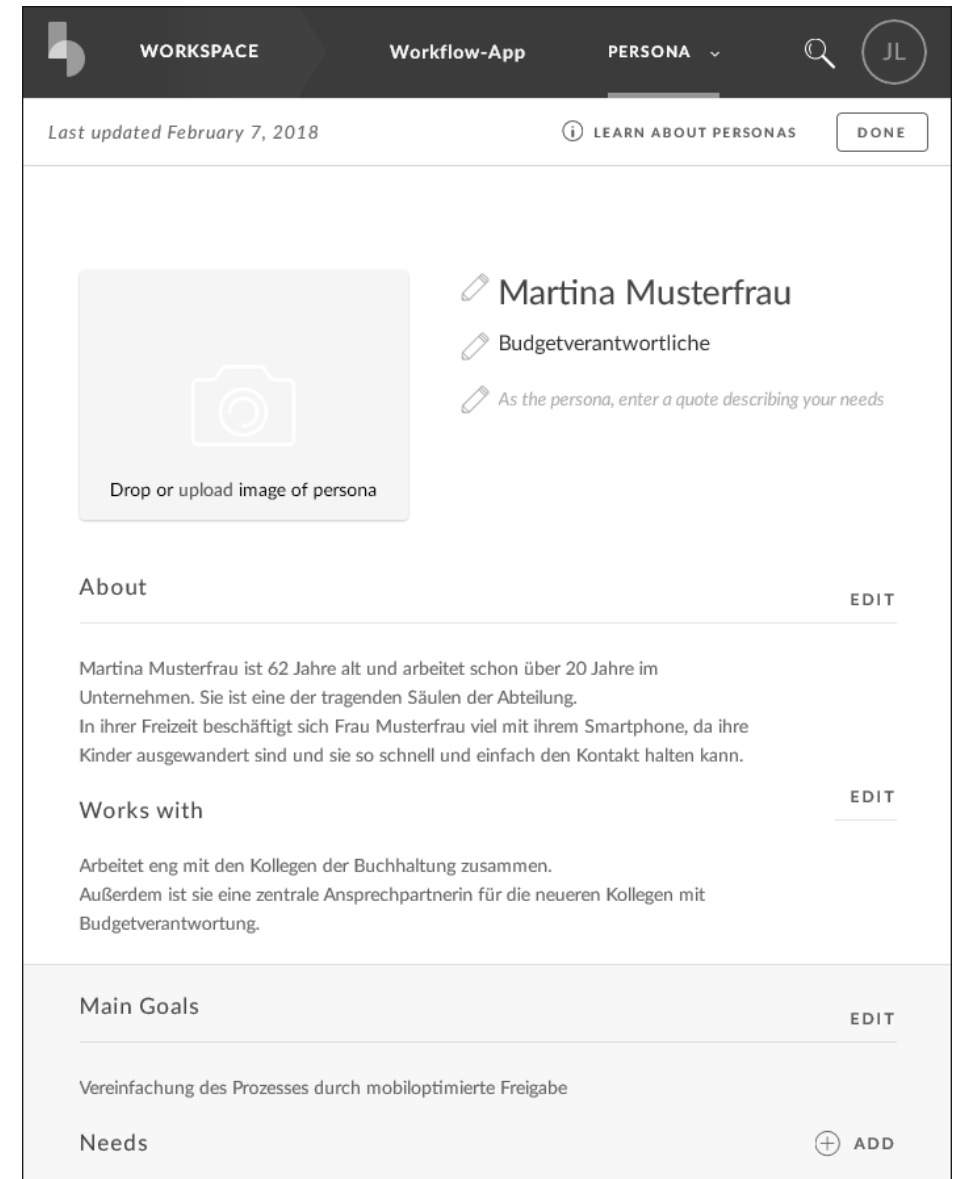 WORKSPACE Workflow-App PERSONA JL
Last updated February 7, 2018 LEARN ABOUT PERSONAS DONE
Martina Musterfrau
Budgetverantwortliche
As the persona, enter a quote describing your needs
Drop or upload image of persona
About EDIT
Martina Musterfrau ist 62 Jahre alt und arbeitet schon über 20 Jahre im
Unternehmen. Sie ist eine der tragenden Säulen der Abteilung.
In ihrer Freizeit beschäftigt sich Frau Musterfrau viel mit ihrem Smartphone, da ihre
Kinder ausgewandert sind und sie so schnell und einfach den Kontakt halten kann.
Works with EDIT
Arbeitet eng mit den Kollegen der Buchhaltung zusammen.
Außerdem ist sie eine zentrale Ansprechpartnerin für die neueren Kollegen mit
Budgetverantwortung.
Main Goals EDIT
Vereinfachung des Prozesses durch mobiloptimierte Freigabe
Needs ADD